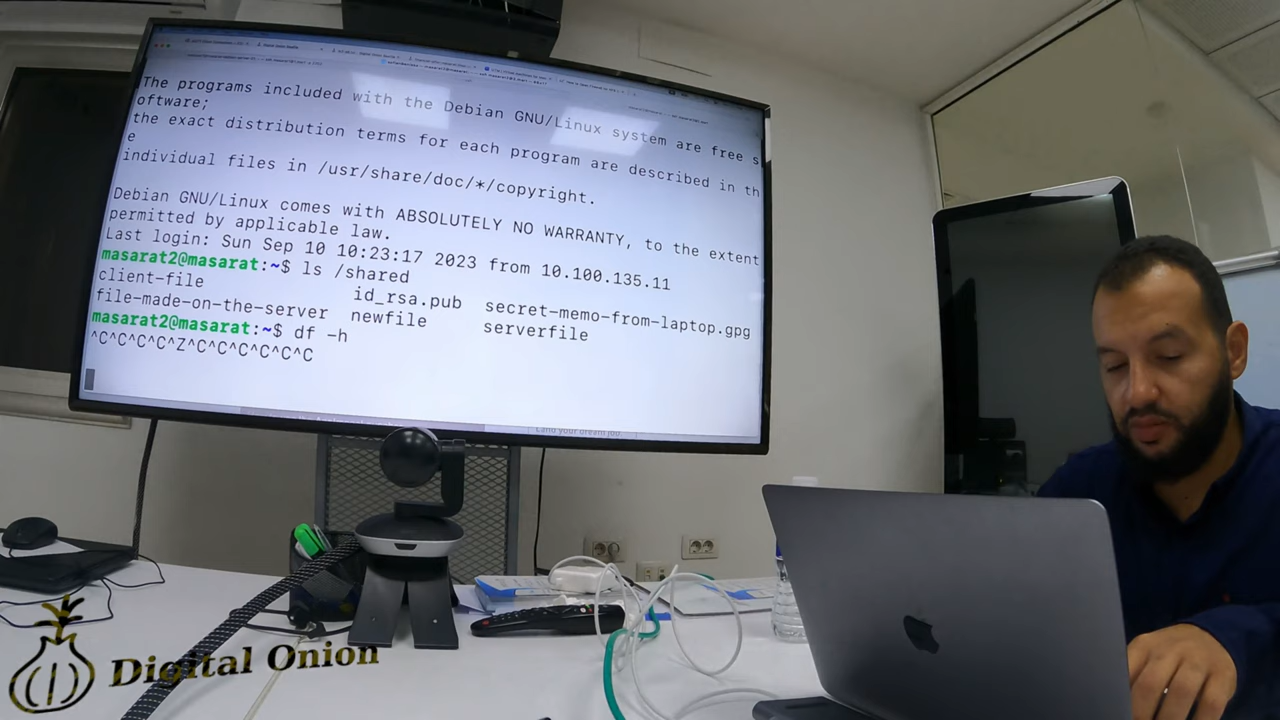 The programs included with the Debian GNU/Linux system are free s
oftware;
the exact distribution terms for each program are described in th
e
individual files in /usr/share/doc/*/copyright.
Debian GNU/Linux comes with ABSOLUTELY NO WARRANTY, to the extent
permitted by applicable law.
Last login: Sun Sep 10 10:23:17 2023 from 10.100.135.11
masarat2@masarat:~$ ls /shared
client-file id_rsa.pub secret-memo-from-laptop.gpg
file-made-on-the-server newfile serverfile
masarat2@masarat:~$ df -h
^C^C^C^C^Z^C^C^C^C^C^C
Land your dream job.
Digital Onion